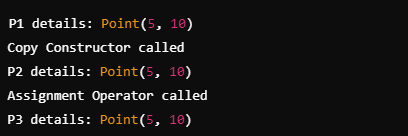 P1 details: Point(5, 10)
Copy Constructor called
P2 details: Point(5, 10)
Assignment Operator called
P3 details: Point(5, 10)